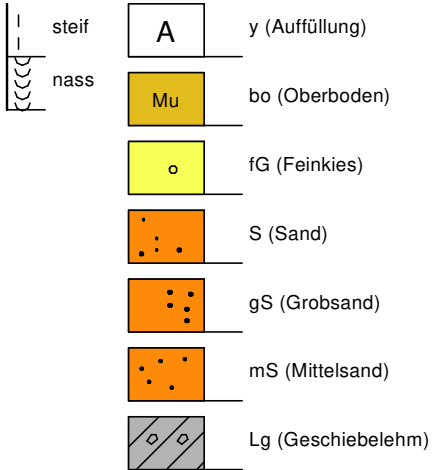 steif
nass
A y (Auffüllung)
Mu bo (Oberboden)
fG (Feinkies)
S (Sand)
gS (Grobsand)
mS (Mittelsand)
Lg (Geschiebelehm)